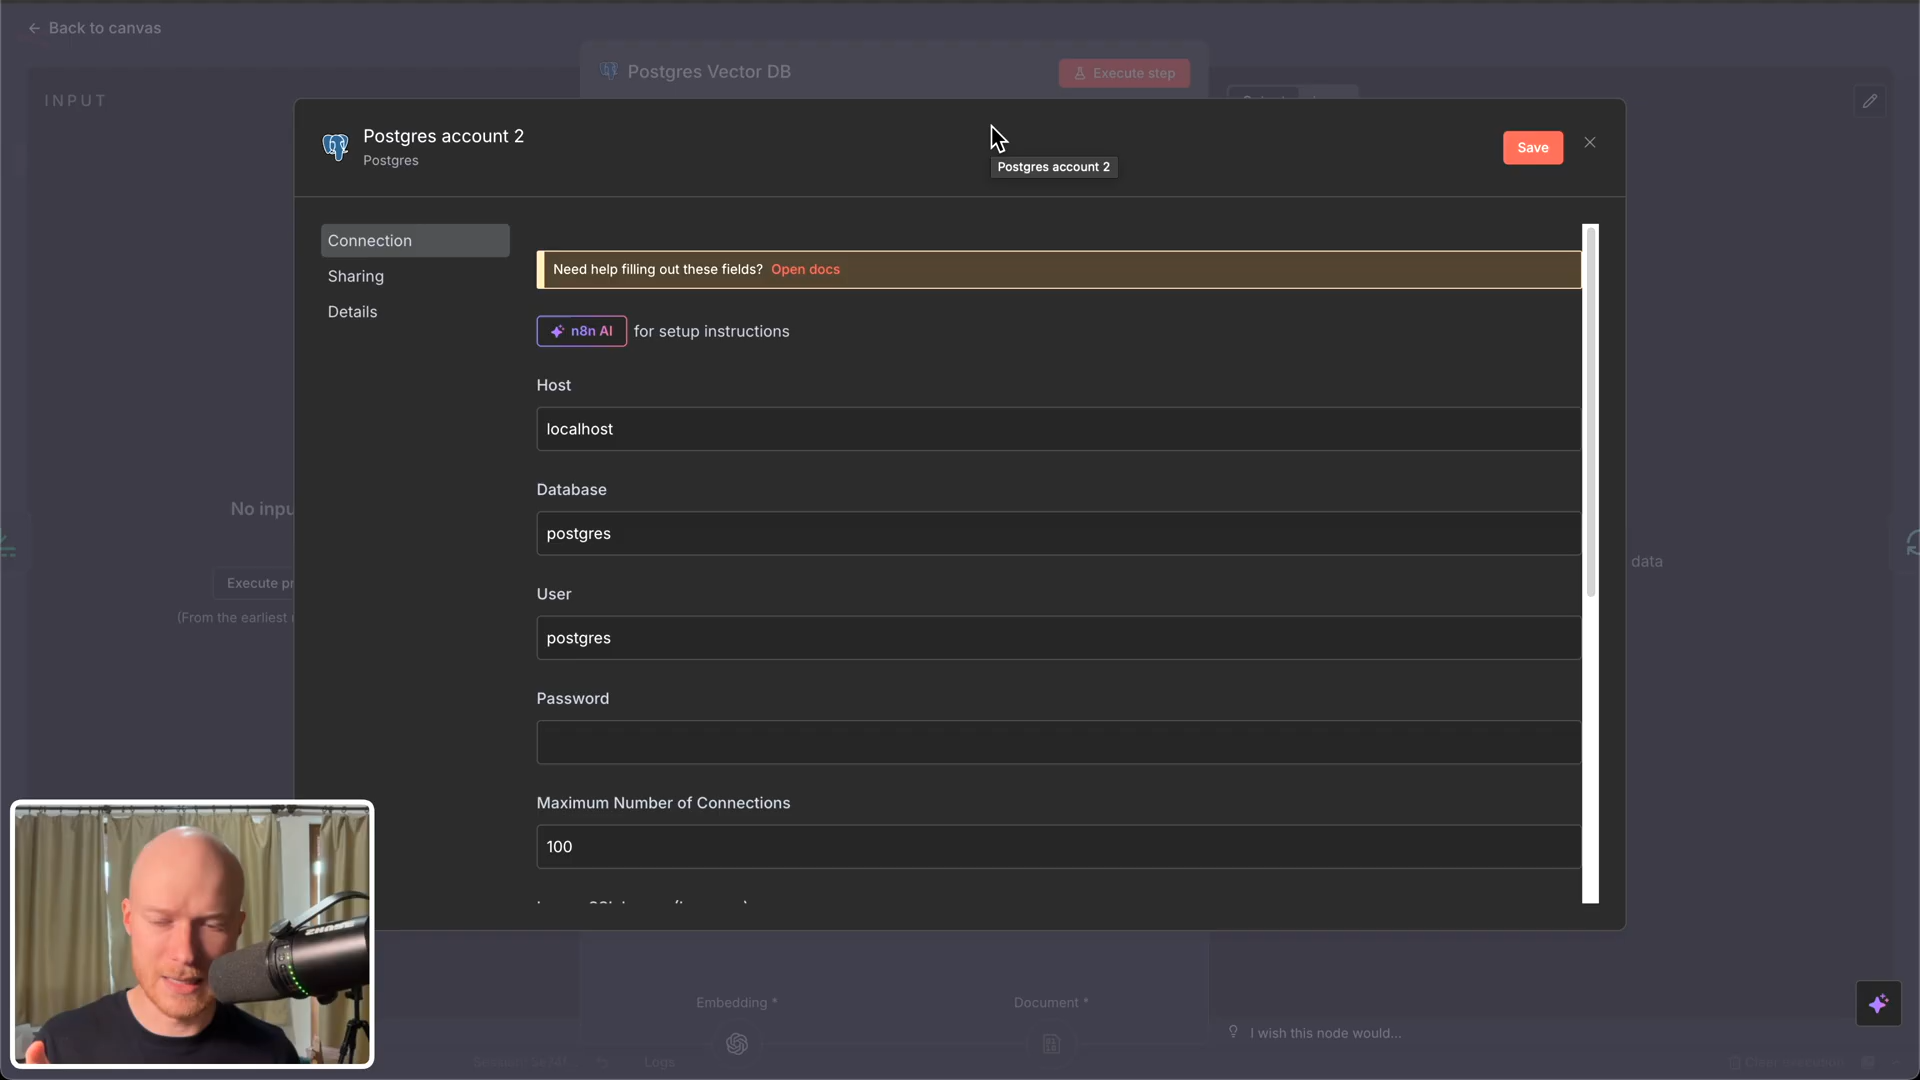 Back to canvas
Postgres Vector DB
Execute step
INPUT
Postgres account 2
Postgres
Postgres account 2
Save
Connection
Sharing
Details
Need help filling out these fields? Open docs
n8n AI for setup instructions
Host
localhost
Database
postgres
User
postgres
Password
Maximum Number of Connections
100
No inpu
Execute pr
(From the earliest
data
Embedding *
Document *
I wish this node would...
Logs